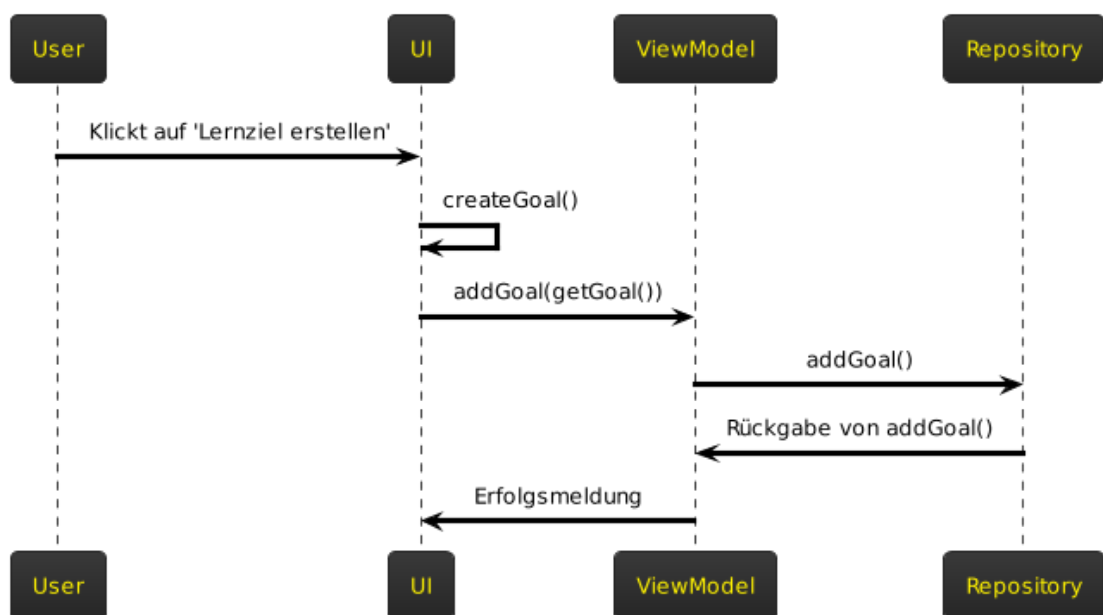 User UI ViewModel Repository
Klickt auf 'Lernziel erstellen'
createGoal()
addGoal(getGoal())
addGoal()
Rückgabe von addGoal()
Erfolgsmeldung
User UI ViewModel Repository